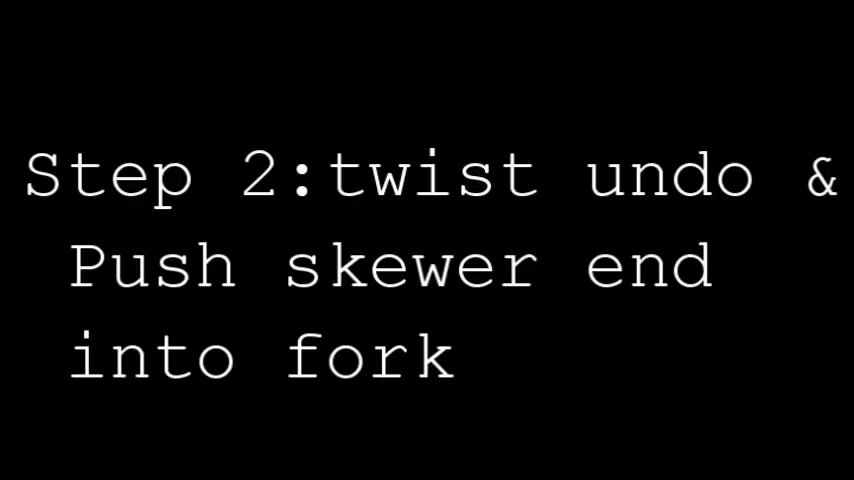 Step 2:twist undo &
Push skewer end
into fork